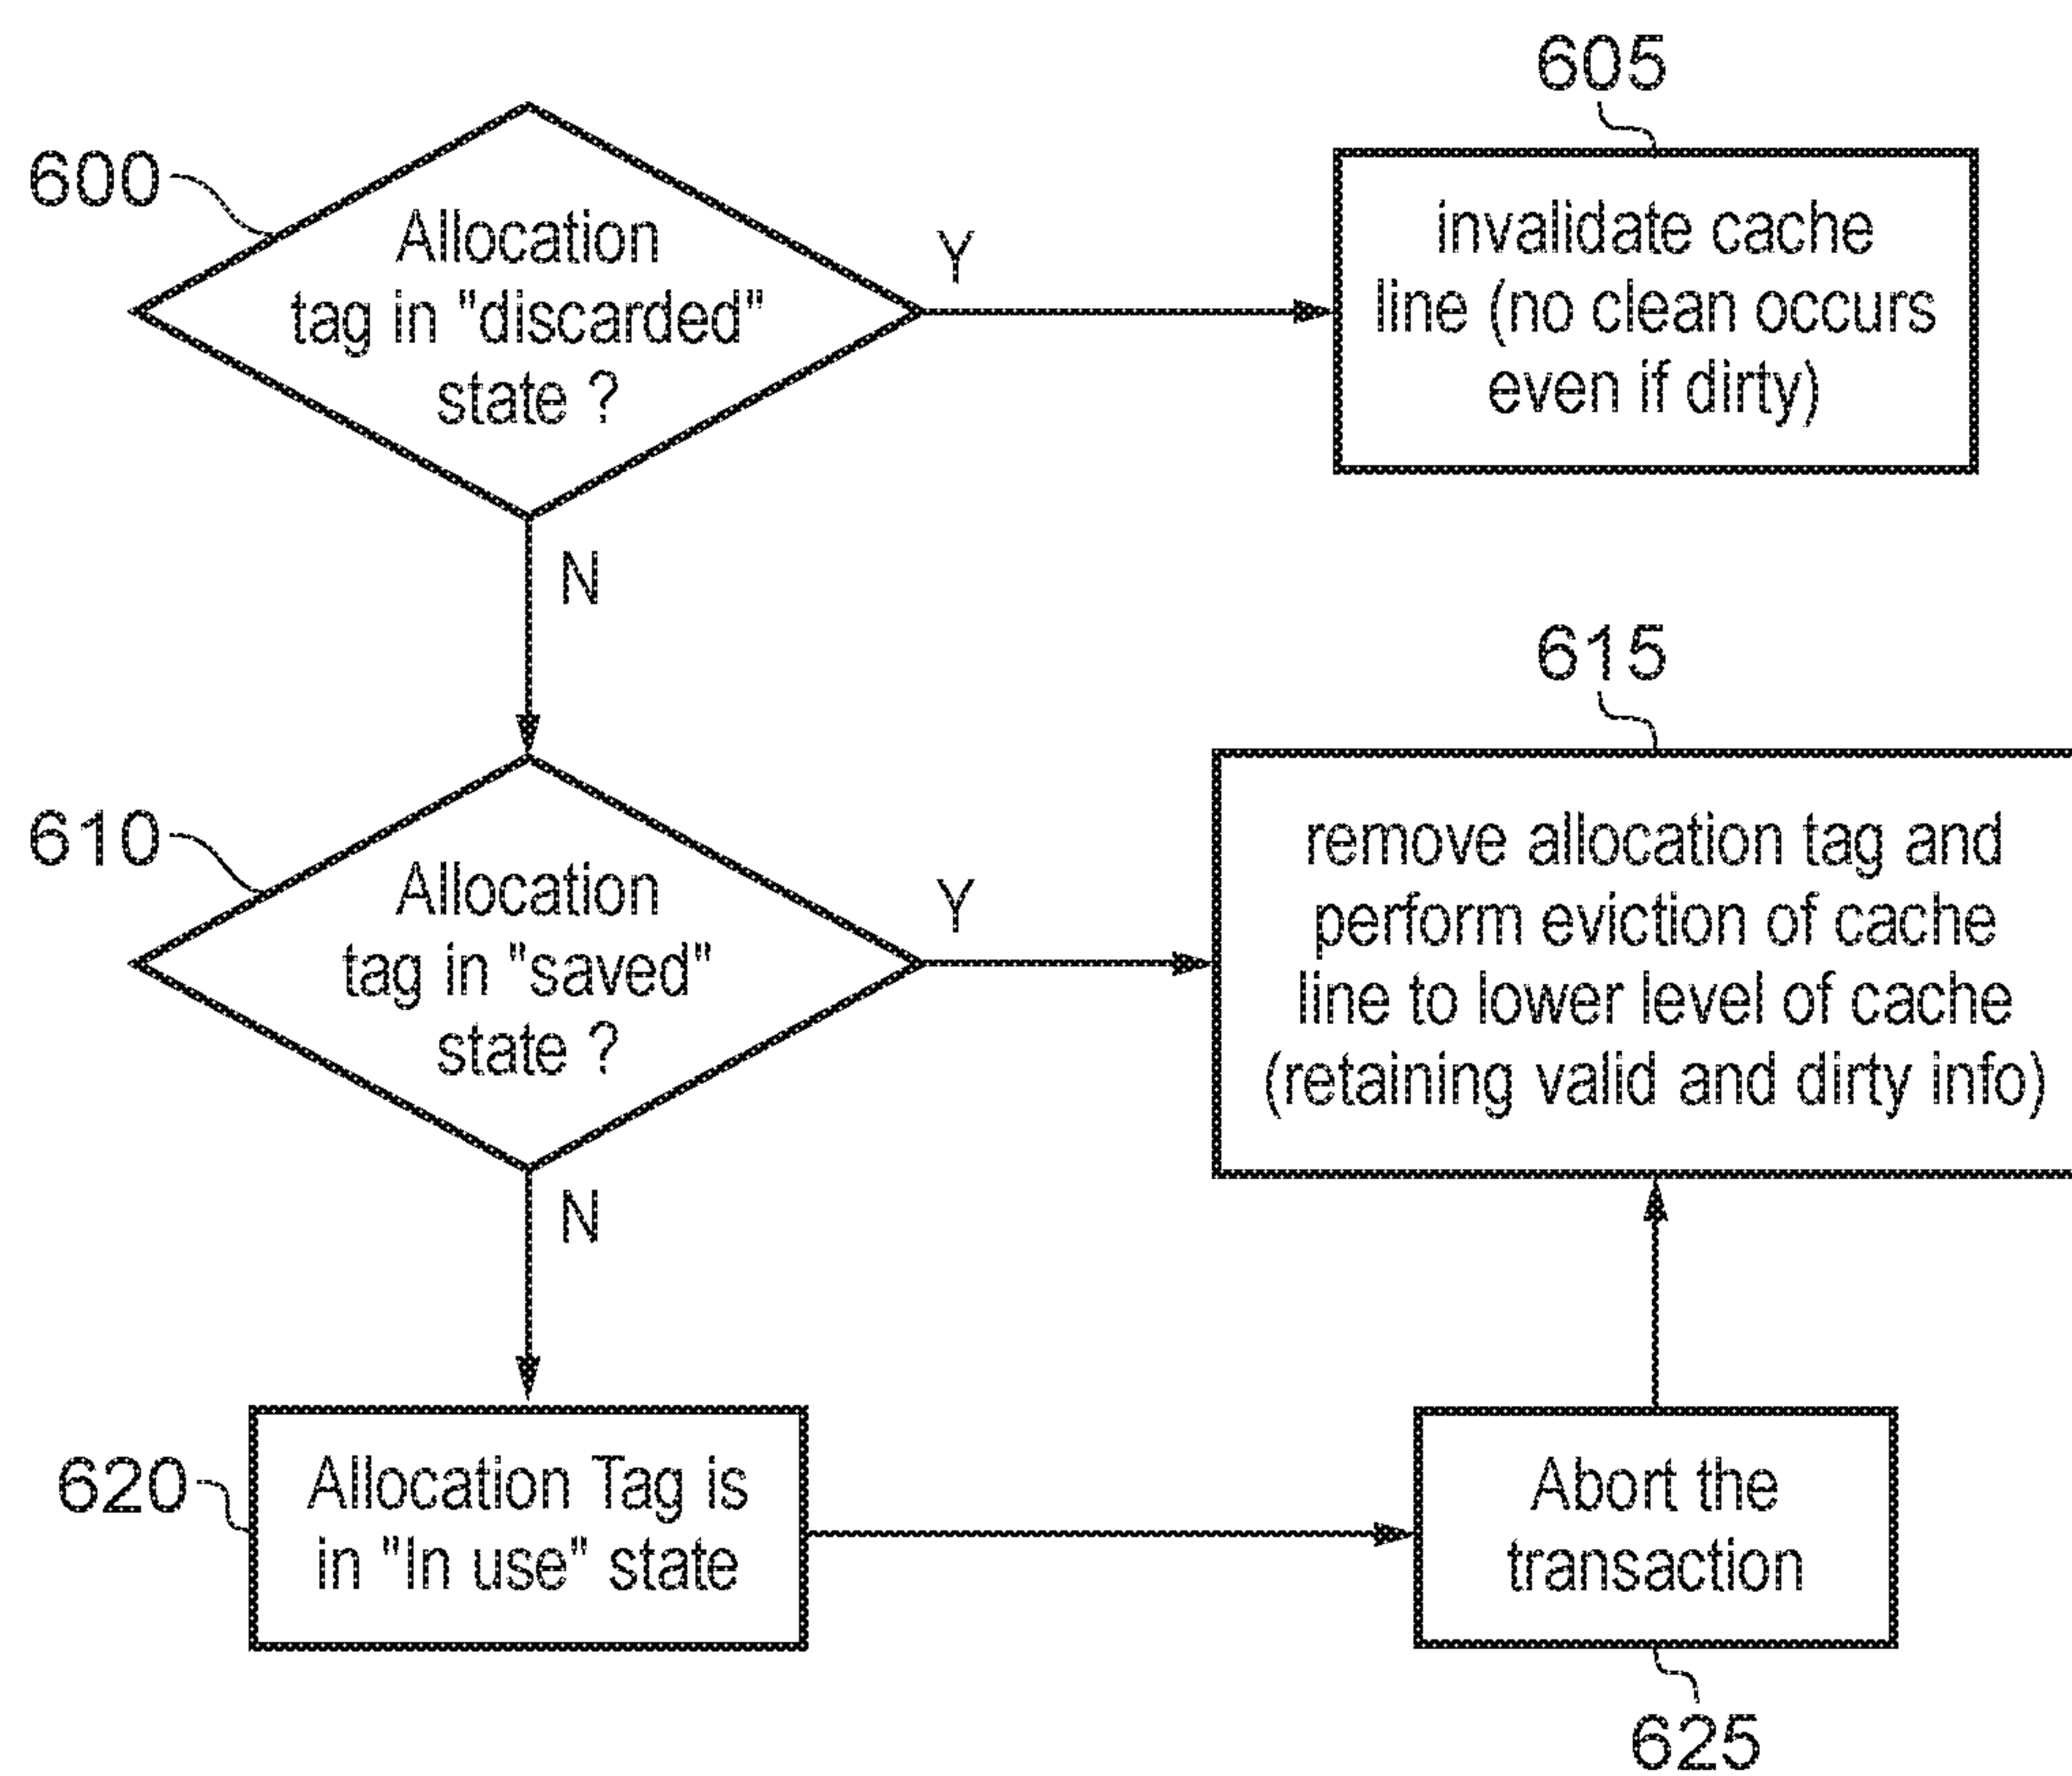 605
600
Allocation
tag in "discarded"
state ?
Y
invalidate cache
line (no clean occurs
even if dirty)
N
615
610
Allocation
tag in "saved"
state ?
Y
remove allocation tag and
perform eviction of cache
line to lower level of cache
(retaining valid and dirty info)
N
620
Allocation Tag is
in "In use" state
Abort the
transaction
625